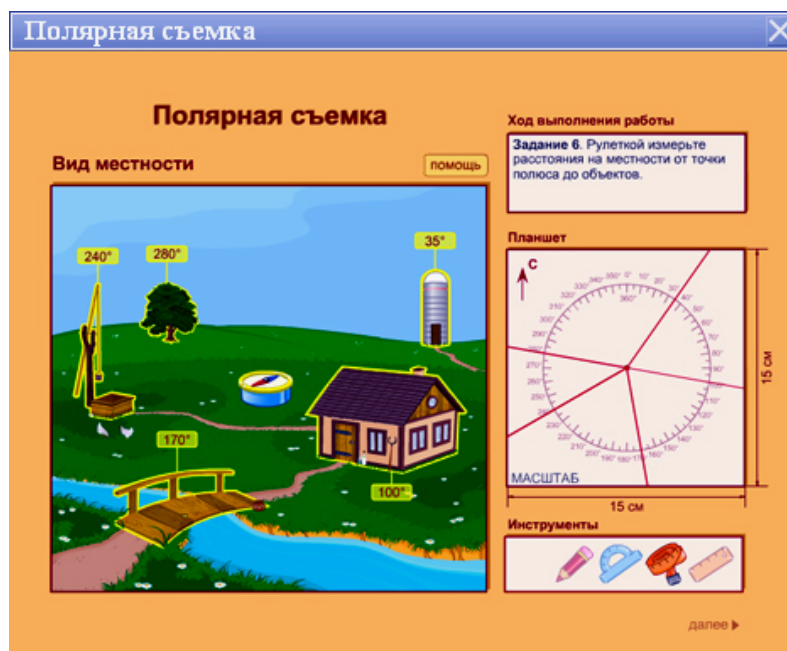 Полярная съемка
Полярная съемка
Вид местности
помощь
240°
280°
35°
170°
100°
Ход выполнения работы
Задание 6. Рулеткой измерьте
расстояния на местности от точки
полюса до объектов.
Планшет
С
360°
МАСШТАБ
15 см
15 см
Инструменты
далее